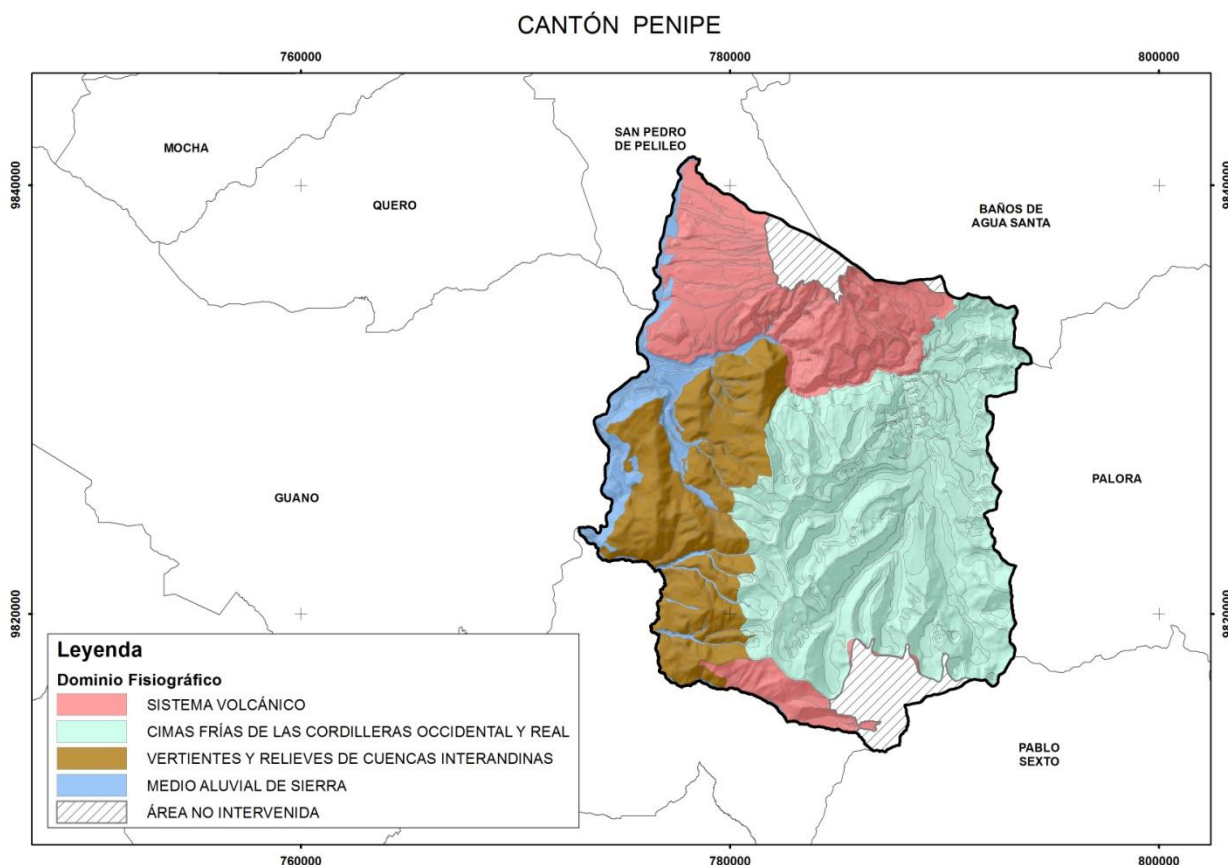 CANTÓN PENIPE
760000
780000
800000
9840000
9840000
MOCHA
SAN PEDRO
DE PELILEO
QUERO
BAÑOS DE
AGUA SANTA
GUANO
PALORA
9820000
9820000
PABLO
SEXTO
Leyenda
Dominio Fisiográfico
SISTEMA VOLCÁNICO
CIMAS FRÍAS DE LAS CORDILLERAS OCCIDENTAL Y REAL
VERTIENTES Y RELIEVES DE CUENCAS INTERANDINAS
MEDIO ALUVIAL DE SIERRA
ÁREA NO INTERVENIDA
760000
780000
800000